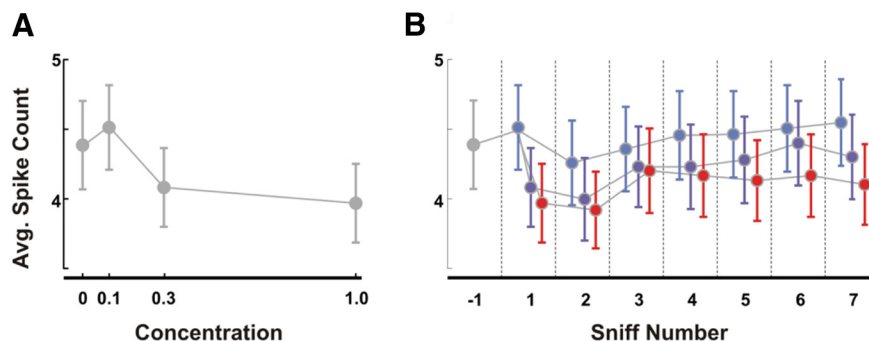 A
B
Avg. Spike Count
5
4
0 0.1 0.3 1.0
Concentration
5
4
-1 1 2 3 4 5 6 7
Sniff Number